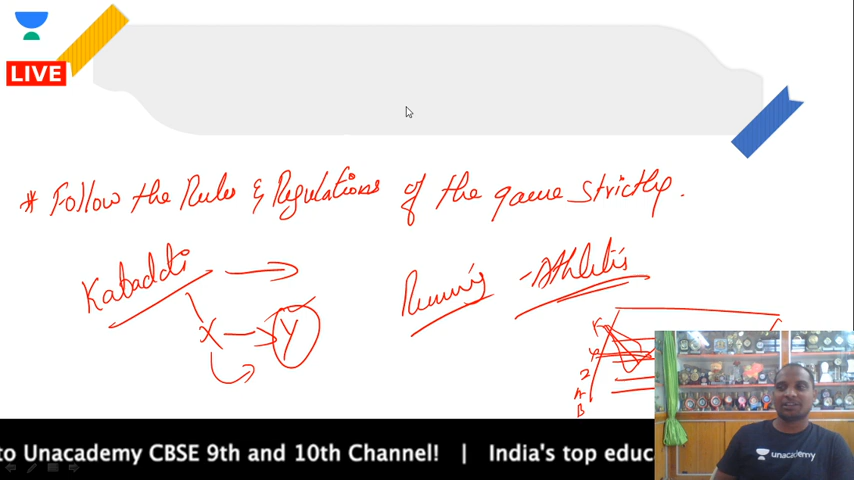 LIVE
* Follow the Rules & Regulations of the game strictly.
Kabaddi
Running - Athletis
X
Y
X
Y
Z
A
B
to Unacademy CBSE 9th and 10th Channel! | India's top educ
unacademy